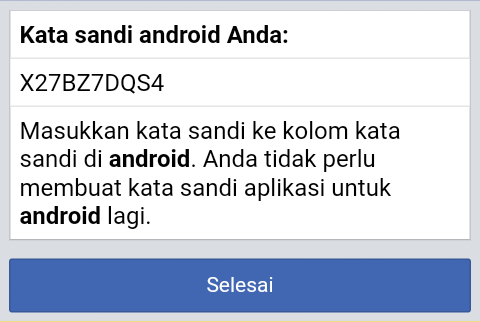 Kata sandi android Anda:
X27BZ7DQS4
Masukkan kata sandi ke kolom kata
sandi di android. Anda tidak perlu
membuat kata sandi aplikasi untuk
android lagi.
Selesai